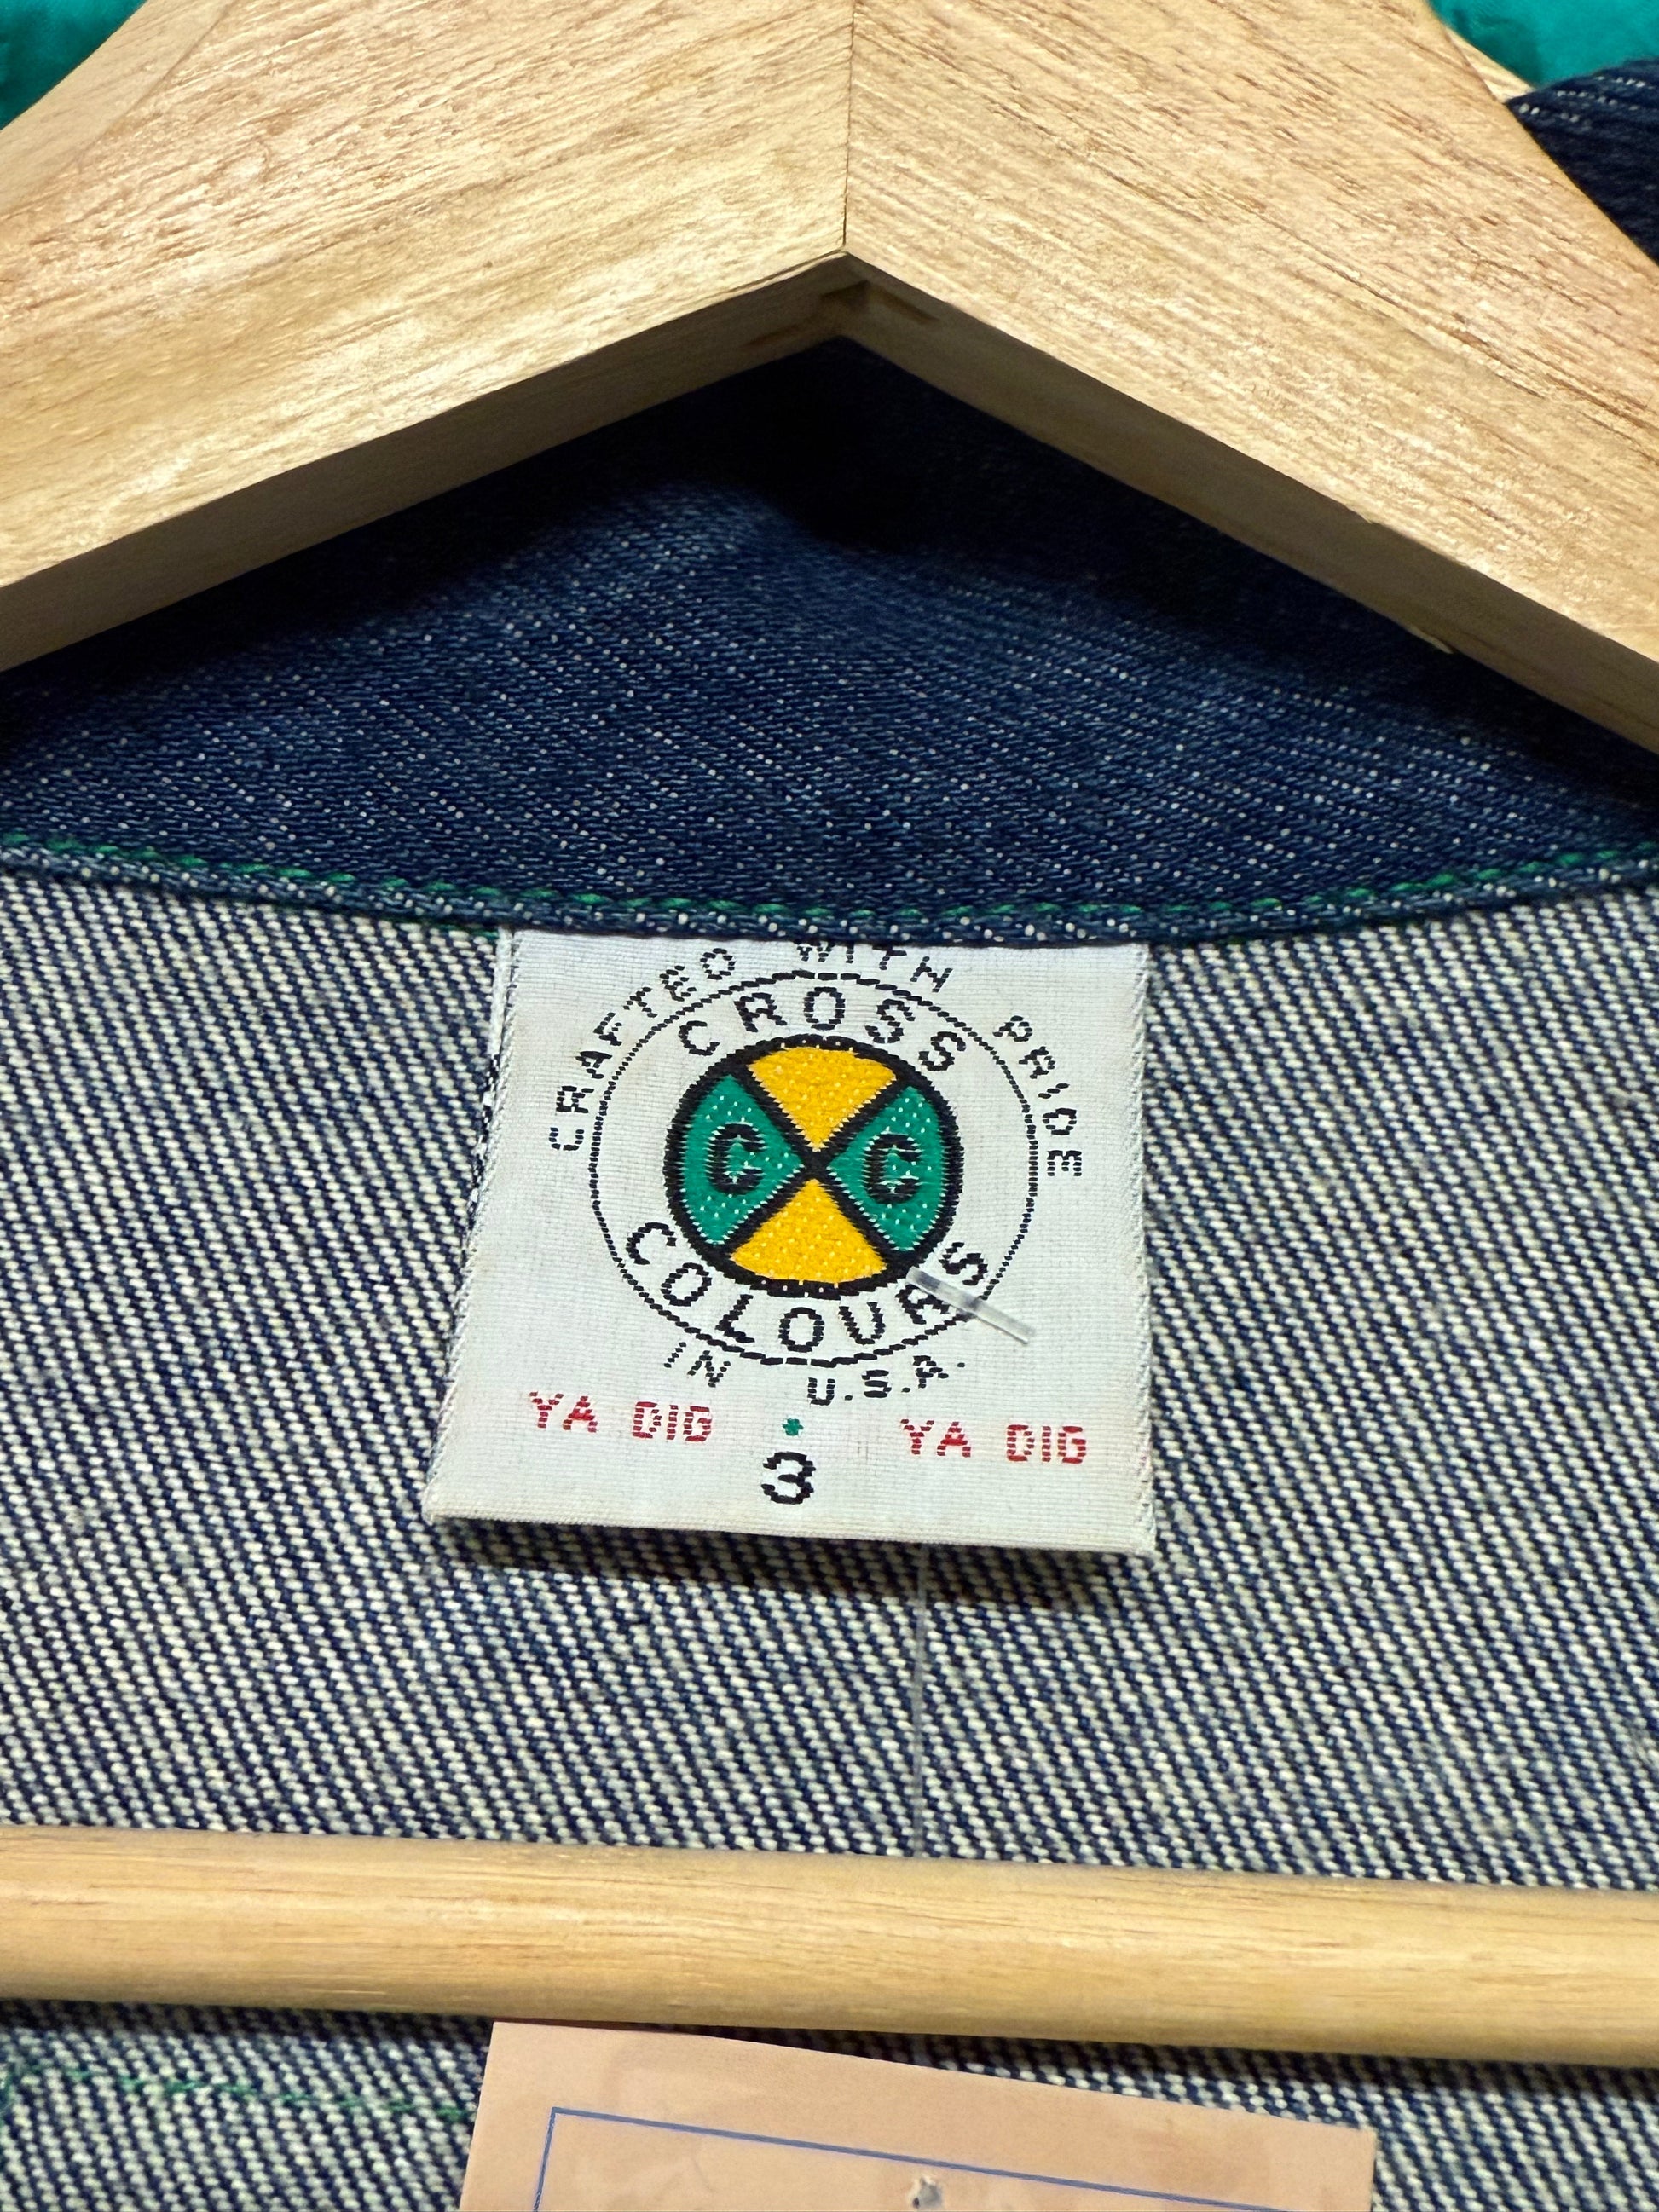 CRAFTED WITH PRIDE
CROSS
C C
COLOURS
IN U.S.A.
YA DIG • YA DIG
3